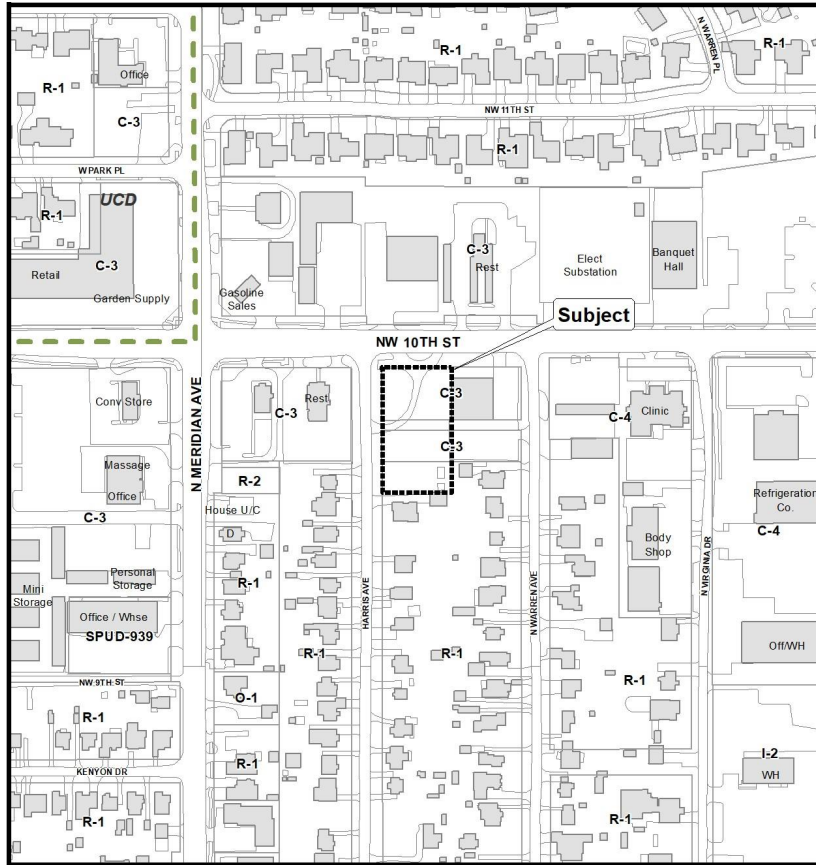 R-1
R-1
N WARREN PL
Office
R-1
C-3
NW 11TH ST
R-1
W PARK PL
UCD
R-1
C-3
Retail
Garden Supply
Gasoline
Sales
C-3
Rest
Elect
Substation
Banquet
Hall
Subject
NW 10TH ST
N MERIDIAN AVE
Conv Store
C-3
Rest
C-3
C-3
C-4
Clinic
Massage
Office
R-2
House U/C
C-3
D
Refrigeration
Co.
C-4
Body
Shop
N VIRGINIA DR
Mini
Storage
Personal
Storage
R-1
HARRIS AVE
N WARREN AVE
Office / Whse
SPUD-939
R-1
R-1
Off/WH
NW 9TH ST
O-1
R-1
R-1
R-1
KENYON DR
I-2
WH
R-1
R-1